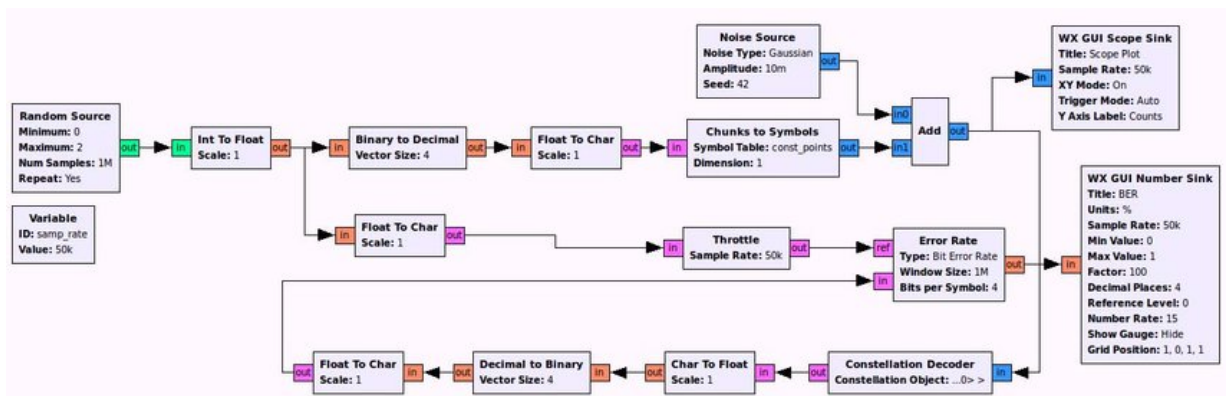 Noise Source
Noise Type: Gaussian
Amplitude: 10m
Seed: 42
out
WX GUI Scope Sink
Title: Scope Plot
Sample Rate: 50k
XY Mode: On
Trigger Mode: Auto
Y Axis Label: Counts
in
Random Source
Minimum: 0
Maximum: 2
Num Samples: 1M
Repeat: Yes
out
in
Int To Float
Scale: 1
out
in
Binary to Decimal
Vector Size: 4
out
in
Float To Char
Scale: 1
out
in
Chunks to Symbols
Symbol Table: const_points
Dimension: 1
out
in0
in1
Add
out
Variable
ID: samp_rate
Value: 50k
in
Float To Char
Scale: 1
out
in
Throttle
Sample Rate: 50k
out
ref
in
Error Rate
Type: Bit Error Rate
Window Size: 1M
Bits per Symbol: 4
out
in
WX GUI Number Sink
Title: BER
Units: %
Sample Rate: 50k
Min Value: 0
Max Value: 1
Factor: 100
Decimal Places: 4
Reference Level: 0
Number Rate: 15
Show Gauge: Hide
Grid Position: 1, 0, 1, 1
out
Float To Char
Scale: 1
in
out
Decimal to Binary
Vector Size: 4
in
out
Char To Float
Scale: 1
in
out
Constellation Decoder
Constellation Object: ...0> >
in